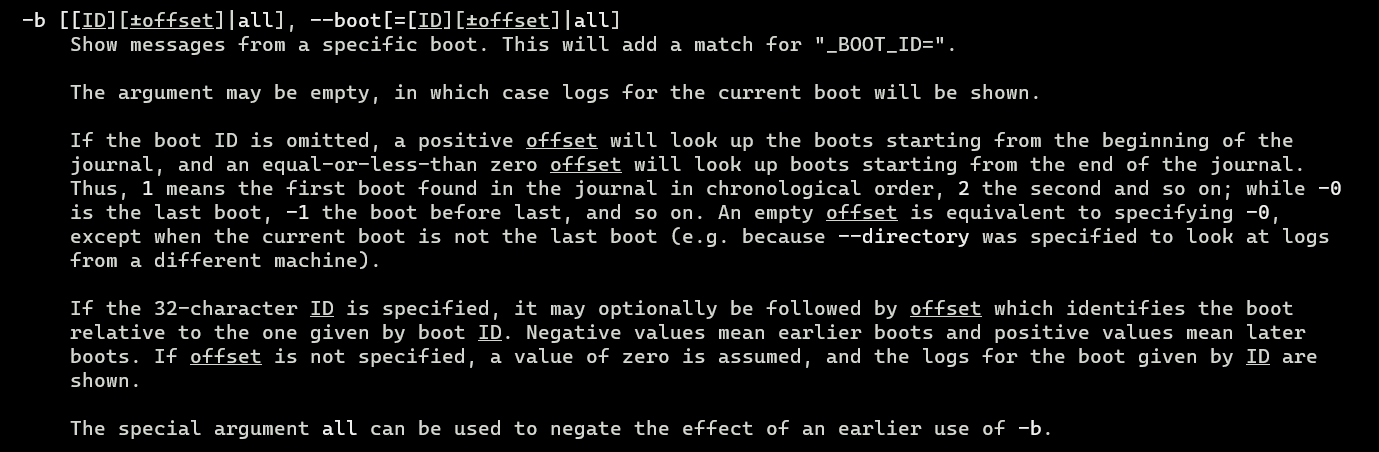 -b [[ID][±offset]|all], --boot[=[ID][±offset]|all]
Show messages from a specific boot. This will add a match for "_BOOT_ID=".
The argument may be empty, in which case logs for the current boot will be shown.
If the boot ID is omitted, a positive offset will look up the boots starting from the beginning of the
journal, and an equal-or-less-than zero offset will look up boots starting from the end of the journal.
Thus, 1 means the first boot found in the journal in chronological order, 2 the second and so on; while -0
is the last boot, -1 the boot before last, and so on. An empty offset is equivalent to specifying -0,
except when the current boot is not the last boot (e.g. because --directory was specified to look at logs
from a different machine).
If the 32-character ID is specified, it may optionally be followed by offset which identifies the boot
relative to the one given by boot ID. Negative values mean earlier boots and positive values mean later
boots. If offset is not specified, a value of zero is assumed, and the logs for the boot given by ID are
shown.
The special argument all can be used to negate the effect of an earlier use of -b.